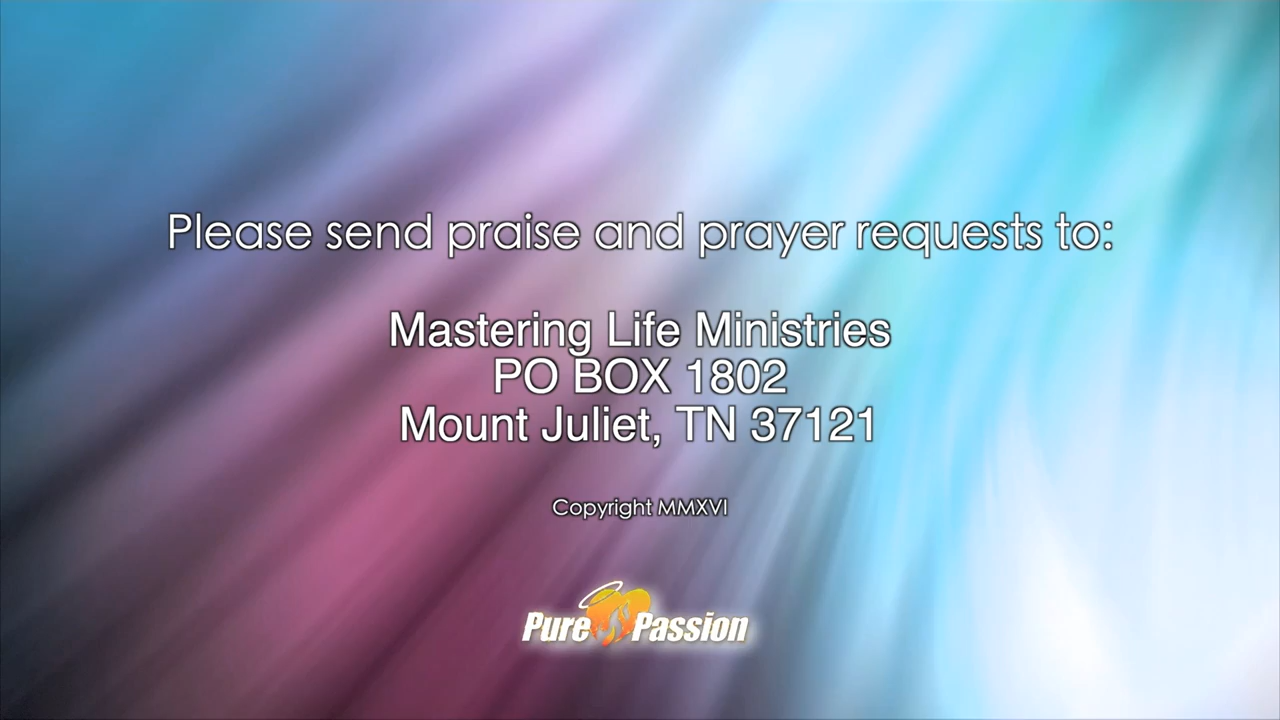 Please send praise and prayer requests to:
Mastering Life Ministries
PO BOX 1802
Mount Juliet, TN 37121
Copyright MMXVI
Pure Passion